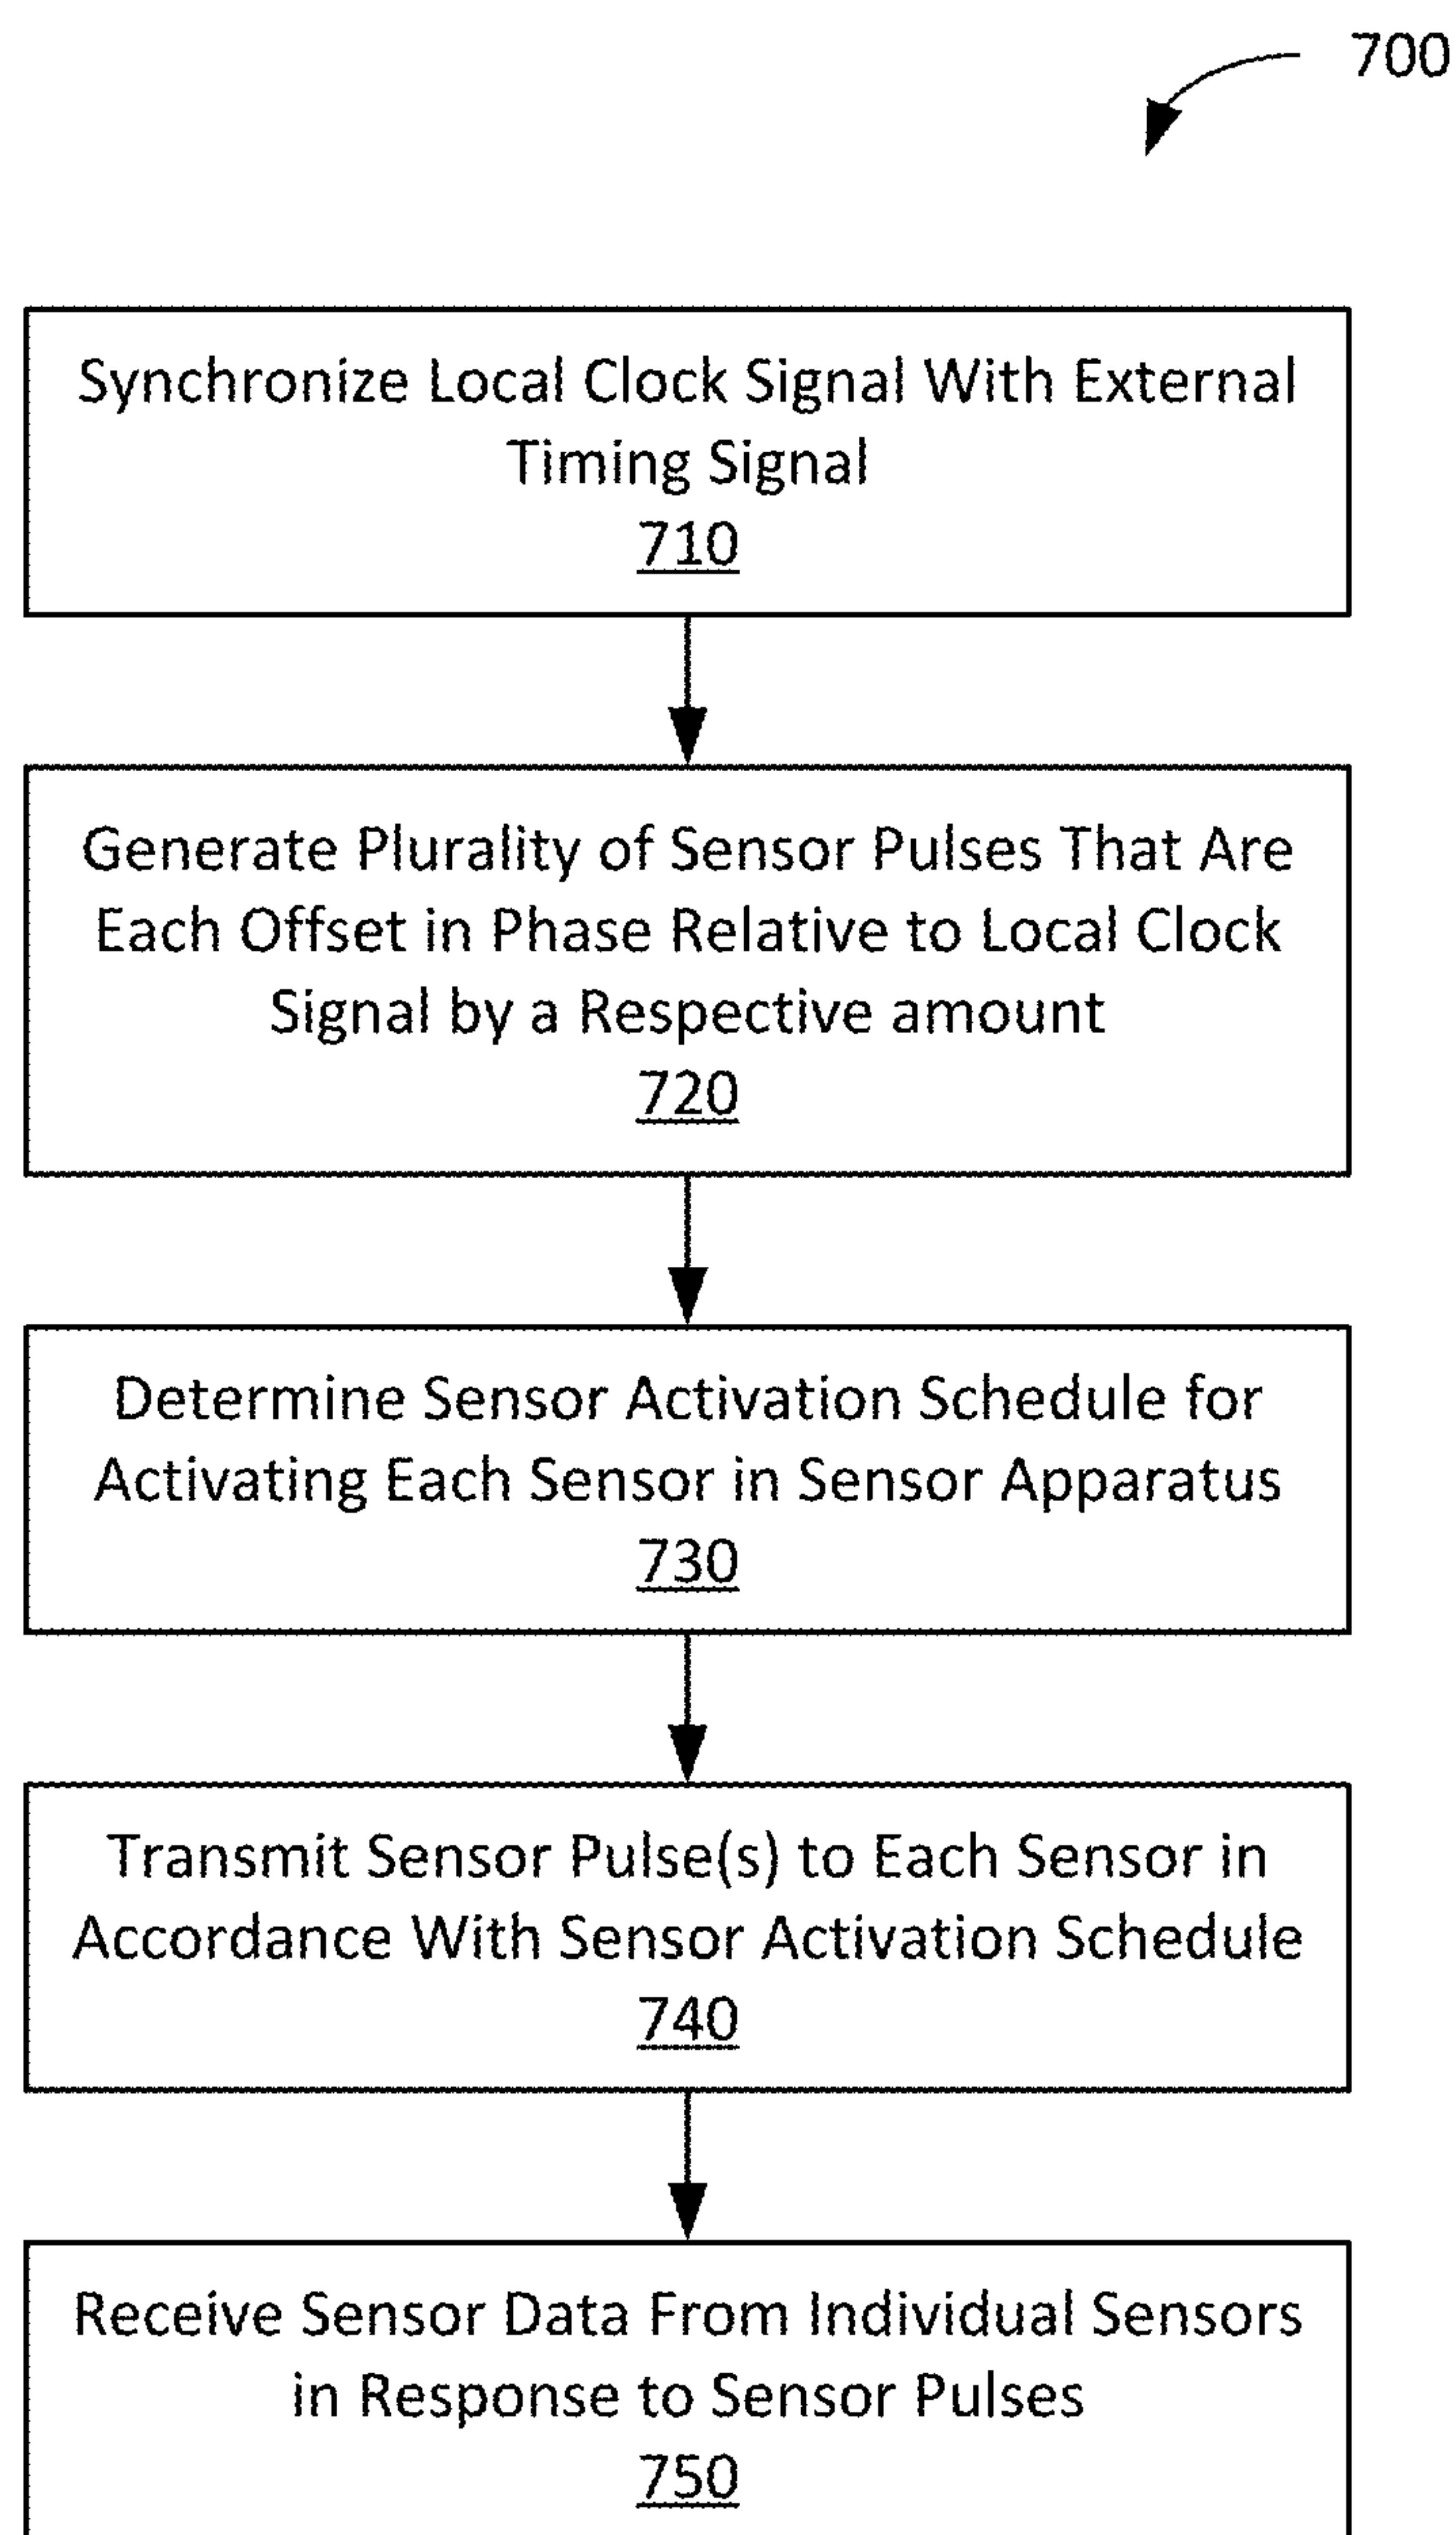 700
Synchronize Local Clock Signal With External
Timing Signal
710
Generate Plurality of Sensor Pulses That Are
Each Offset in Phase Relative to Local Clock
Signal by a Respective amount
720
Determine Sensor Activation Schedule for
Activating Each Sensor in Sensor Apparatus
730
Transmit Sensor Pulse(s) to Each Sensor in
Accordance With Sensor Activation Schedule
740
Receive Sensor Data From Individual Sensors
in Response to Sensor Pulses
750